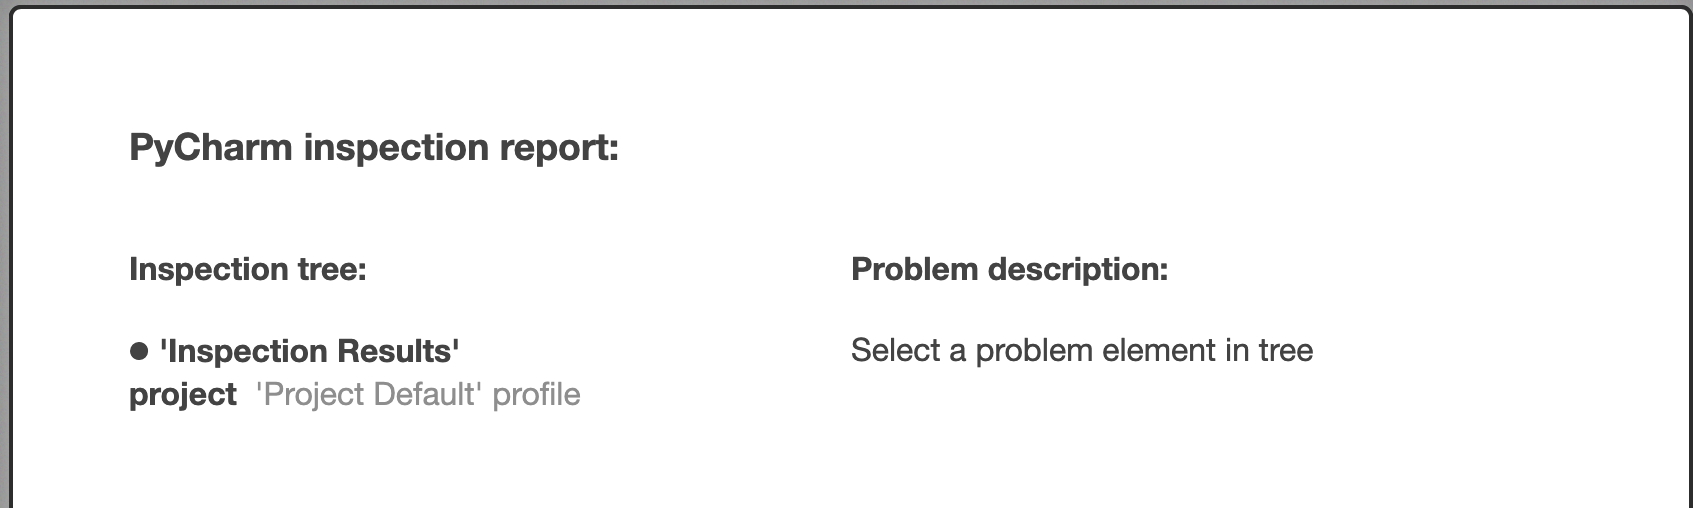 PyCharm inspection report:
Inspection tree:
Problem description:
● 'Inspection Results'
project 'Project Default' profile
Select a problem element in tree